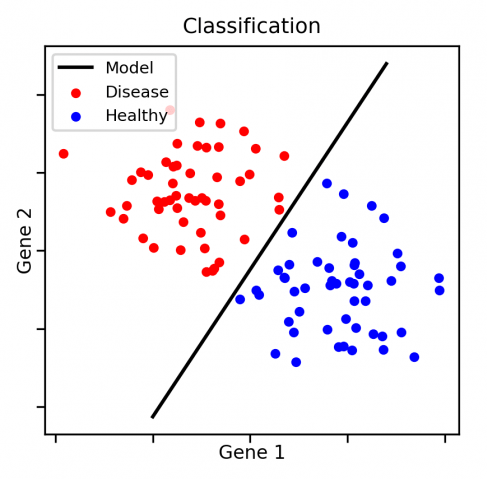 Classification
Model
Disease
Healthy
Gene 2
Gene 1